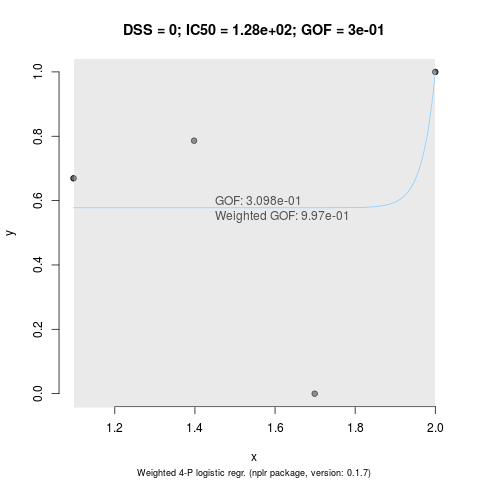 DSS = 0; IC50 = 1.28e+02; GOF = 3e-01
1.0
0.8
0.6
0.4
0.2
0.0
y
GOF: 3.098e-01
Weighted GOF: 9.97e-01
1.2 1.4 1.6 1.8 2.0
x
Weighted 4-P logistic regr. (nplr package, version: 0.1.7)